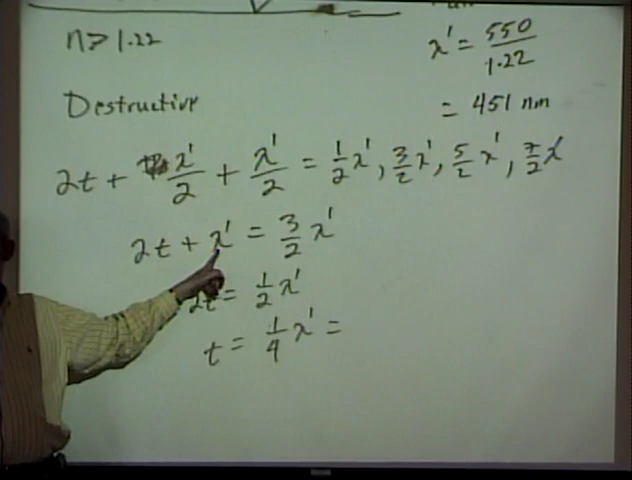 n > 1.22
λ' = 550 / 1.22
Destructive
= 451 nm
2t + λ'/2 + λ'/2 = 1/2 λ', 3/2 λ', 5/2 λ', 7/2 λ'
2t + λ' = 3/2 λ'
2t = 1/2 λ'
t = 1/4 λ' =